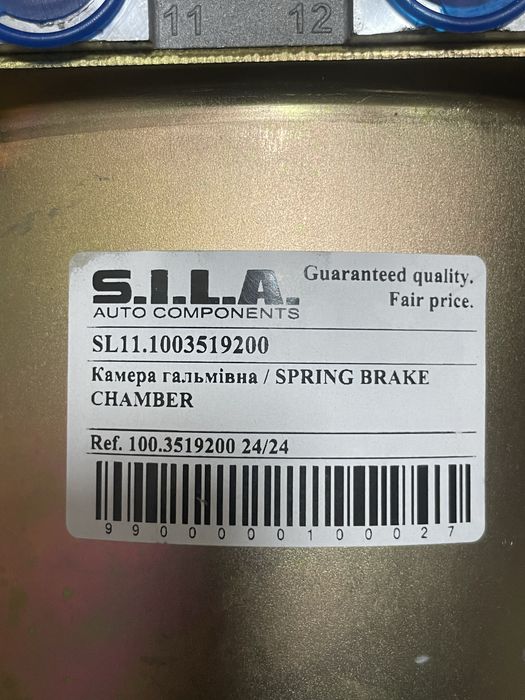 11 12
S.I.L.A.
AUTO COMPONENTS
Guaranteed quality.
Fair price.
SL11.1003519200
Камера гальмівна / SPRING BRAKE
CHAMBER
Ref. 100.3519200 24/24
990000100027